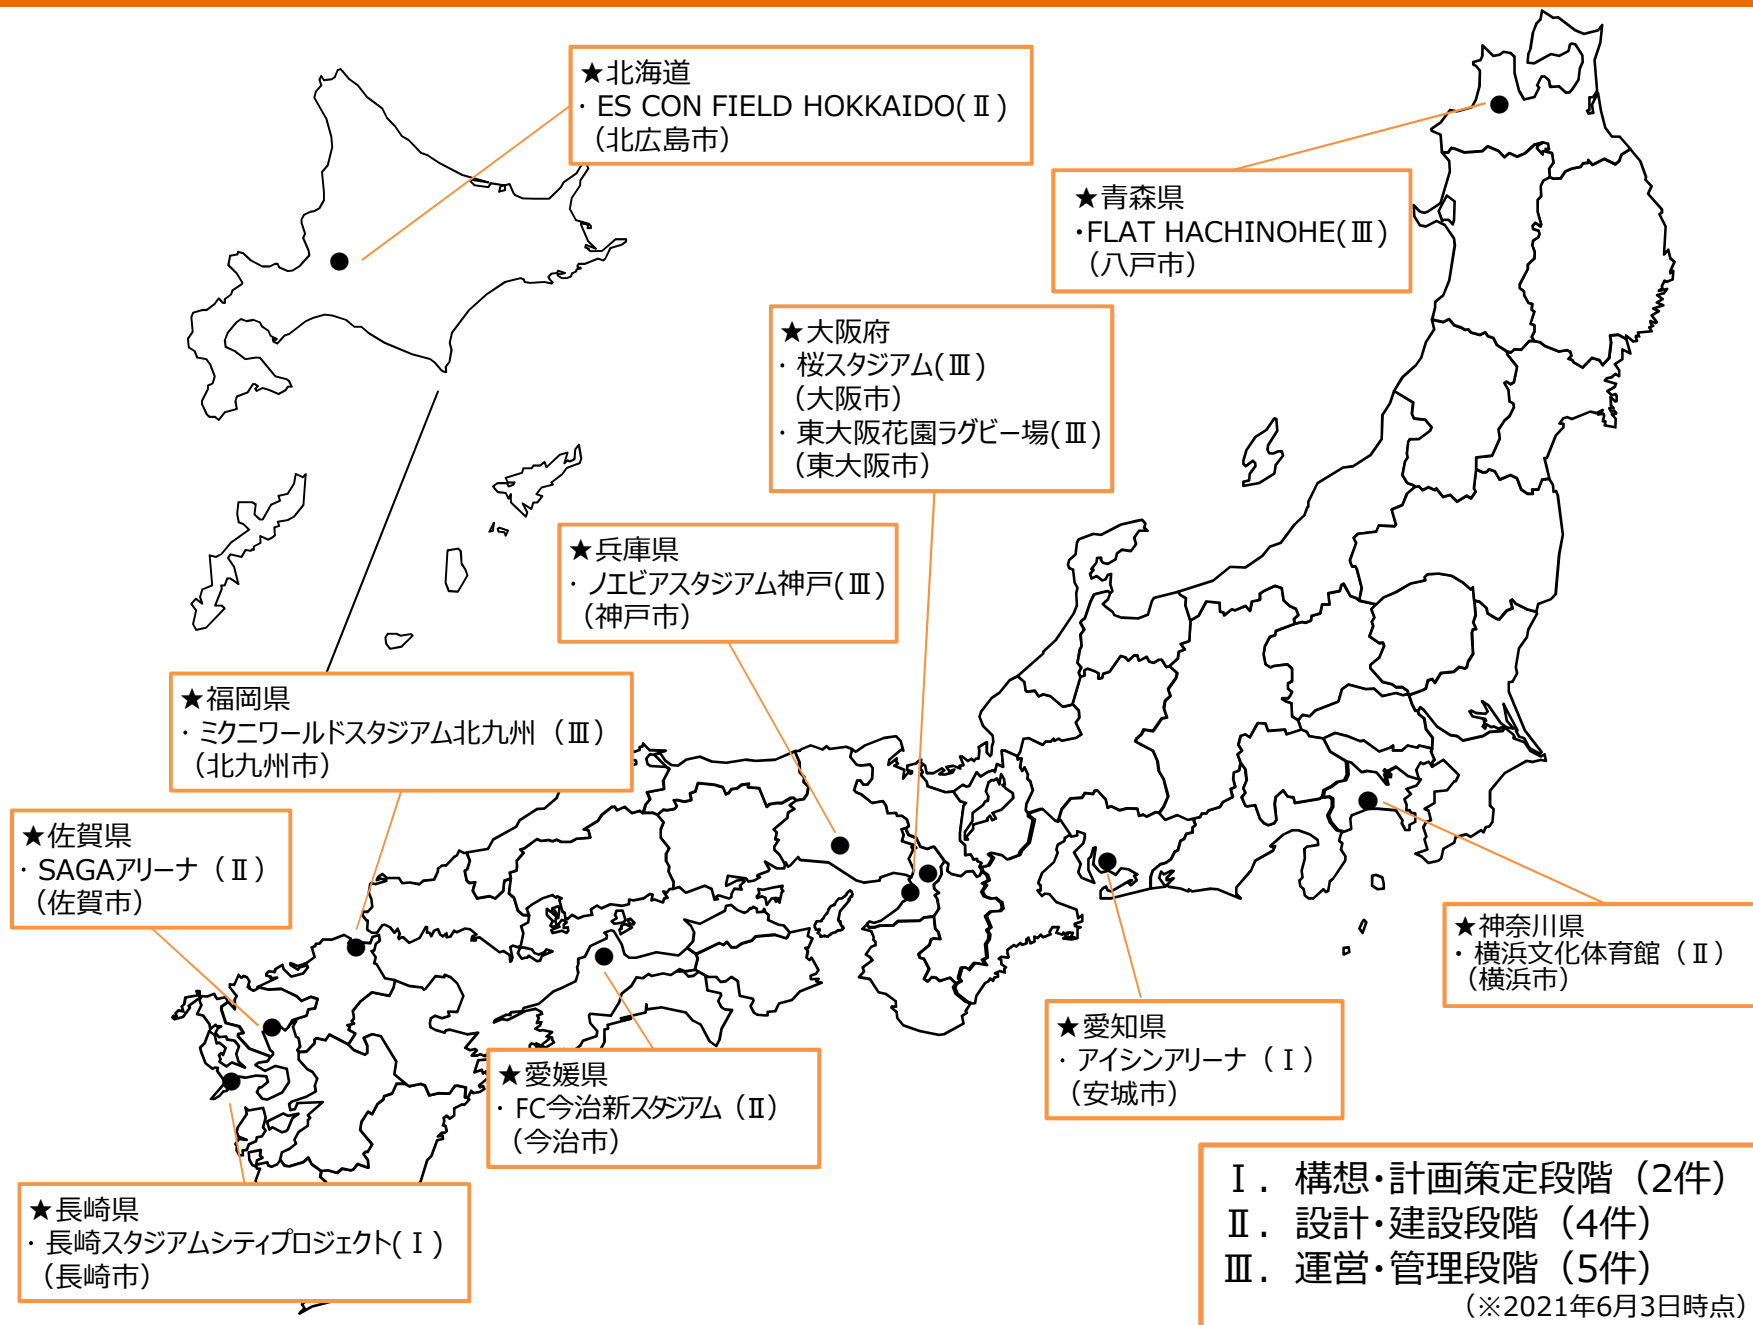 ★北海道
・ES CON FIELD HOKKAIDO(Ⅱ)
（北広島市）
★青森県
・FLAT HACHINOHE(Ⅲ)
（八戸市）
★大阪府
・桜スタジアム(Ⅲ)
（大阪市）
・東大阪花園ラグビー場(Ⅲ)
（東大阪市）
★兵庫県
・ノエビアスタジアム神戸(Ⅲ)
（神戸市）
★福岡県
・ミクニワールドスタジアム北九州（Ⅲ）
（北九州市）
★佐賀県
・SAGAアリーナ（Ⅱ）
（佐賀市）
★神奈川県
・横浜文化体育館（Ⅱ）
（横浜市）
★愛知県
・アイシンアリーナ（Ⅰ）
（安城市）
★愛媛県
・FC今治新スタジアム（Ⅱ）
（今治市）
★長崎県
・長崎スタジアムシティプロジェクト(Ⅰ)
（長崎市）
Ⅰ．構想・計画策定段階（2件）
Ⅱ．設計・建設段階（4件）
Ⅲ．運営・管理段階（5件）
（※2021年6月3日時点）